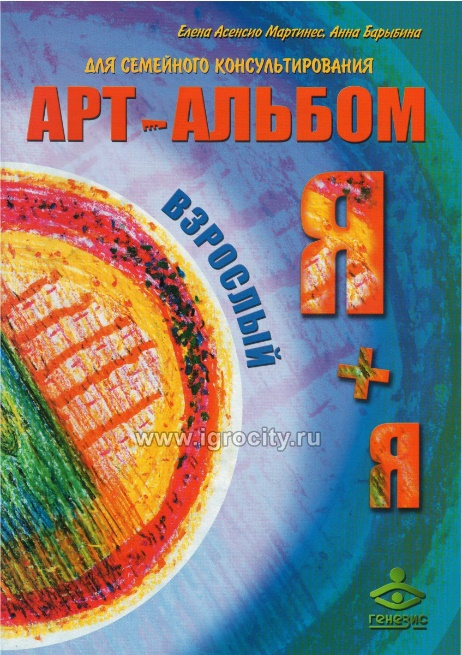 Елена Асенсио Мартинес, Анна Барыбина
ДЛЯ СЕМЕЙНОГО КОНСУЛЬТИРОВАНИЯ
АРТ-АЛЬБОМ
ВЗРОСЛЫЙ
Я
+
Я
www.igrocity.ru
генезис